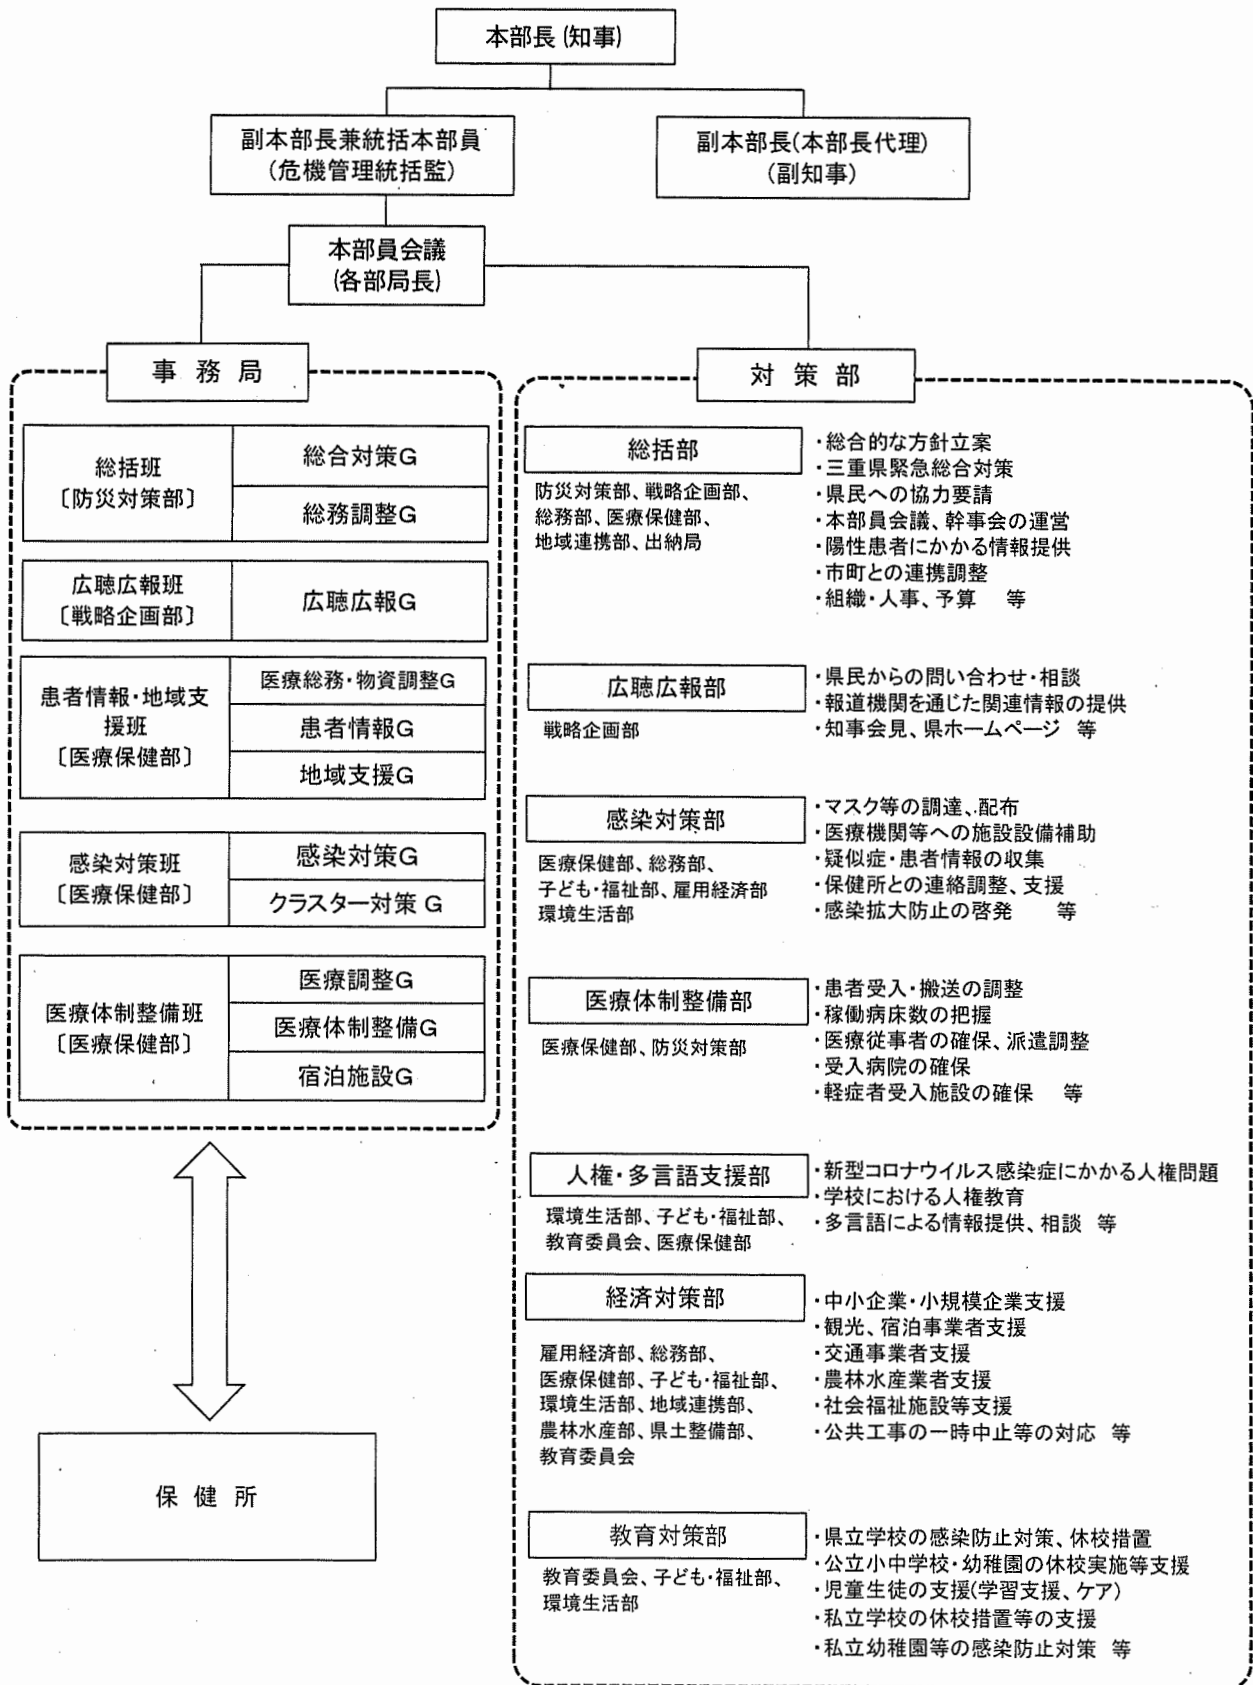 本部長(知事)
副本部長兼統括本部員
(危機管理統括監)
副本部長(本部長代理)
(副知事)
本部員会議
(各部局長)
事務局
総括班
〔防災対策部〕
総合対策G
総務調整G
広聴広報班
〔戦略企画部〕
広聴広報G
患者情報・地域支
援班
〔医療保健部〕
医療総務・物資調整G
患者情報G
地域支援G
感染対策班
〔医療保健部〕
感染対策G
クラスター対策G
医療体制整備班
〔医療保健部〕
医療調整G
医療体制整備G
宿泊施設G
保健所
対策部
総括部
防災対策部、戦略企画部、
総務部、医療保健部、
地域連携部、出納局
・総合的な方針立案
・三重県緊急総合対策
・県民への協力要請
・本部員会議、幹事会の運営
・陽性患者にかかる情報提供
・市町との連携調整
・組織・人事、予算 等
広聴広報部
戦略企画部
・県民からの問い合わせ・相談
・報道機関を通じた関連情報の提供
・知事会見、県ホームページ 等
感染対策部
医療保健部、総務部、
子ども・福祉部、雇用経済部
環境生活部
・マスク等の調達、配布
・医療機関等への施設設備補助
・疑似症・患者情報の収集
・保健所との連絡調整、支援
・感染拡大防止の啓発 等
医療体制整備部
医療保健部、防災対策部
・患者受入・搬送の調整
・稼働病床数の把握
・医療従事者の確保、派遣調整
・受入病院の確保
・軽症者受入施設の確保 等
人権・多言語支援部
環境生活部、子ども・福祉部、
教育委員会、医療保健部
・新型コロナウイルス感染症にかかる人権問題
・学校における人権教育
・多言語による情報提供、相談 等
経済対策部
雇用経済部、総務部、
医療保健部、子ども・福祉部、
環境生活部、地域連携部、
農林水産部、県土整備部、
教育委員会
・中小企業・小規模企業支援
・観光、宿泊事業者支援
・交通事業者支援
・農林水産業者支援
・社会福祉施設等支援
・公共工事の一時中止等の対応 等
教育対策部
教育委員会、子ども・福祉部、
環境生活部
・県立学校の感染防止対策、休校措置
・公立小中学校・幼稚園の休校実施等支援
・児童生徒の支援(学習支援、ケア)
・私立学校の休校措置等の支援
・私立幼稚園等の感染防止対策 等